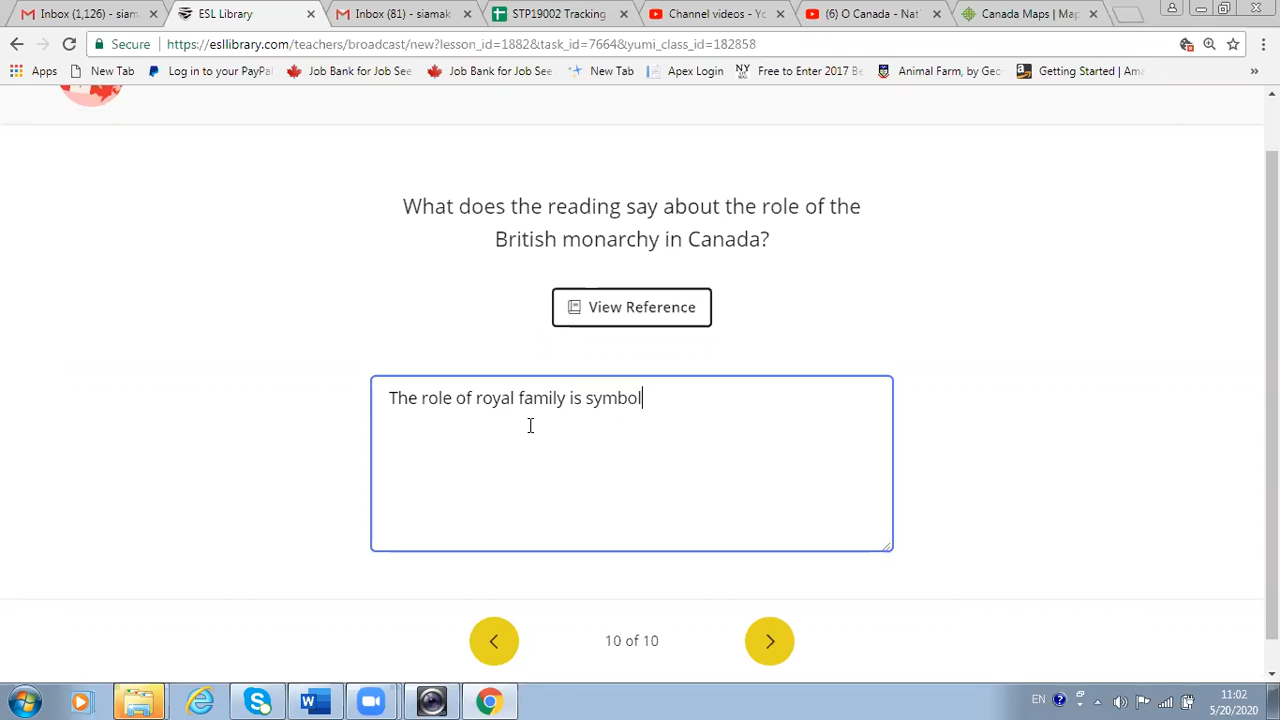 Inbox (1,126) - siam
ESL Library
Inbox (81) - siamak
STP19002 Tracking
Channel videos - Yo
(6) O Canada - Nat
Canada Maps | Map
Secure https://esllibrary.com/teachers/broadcast/new?lesson_id=1882&task_id=7664&yumi_class_id=182858
Apps New Tab Log in to your PayPal Job Bank for Job See Job Bank for Job See New Tab Apex Login NY Free to Enter 2017 Be Animal Farm, by Geo a Getting Started | Ama »
What does the reading say about the role of the
British monarchy in Canada?
View Reference
The role of royal family is symbol
10 of 10
EN
11:02
5/20/2020